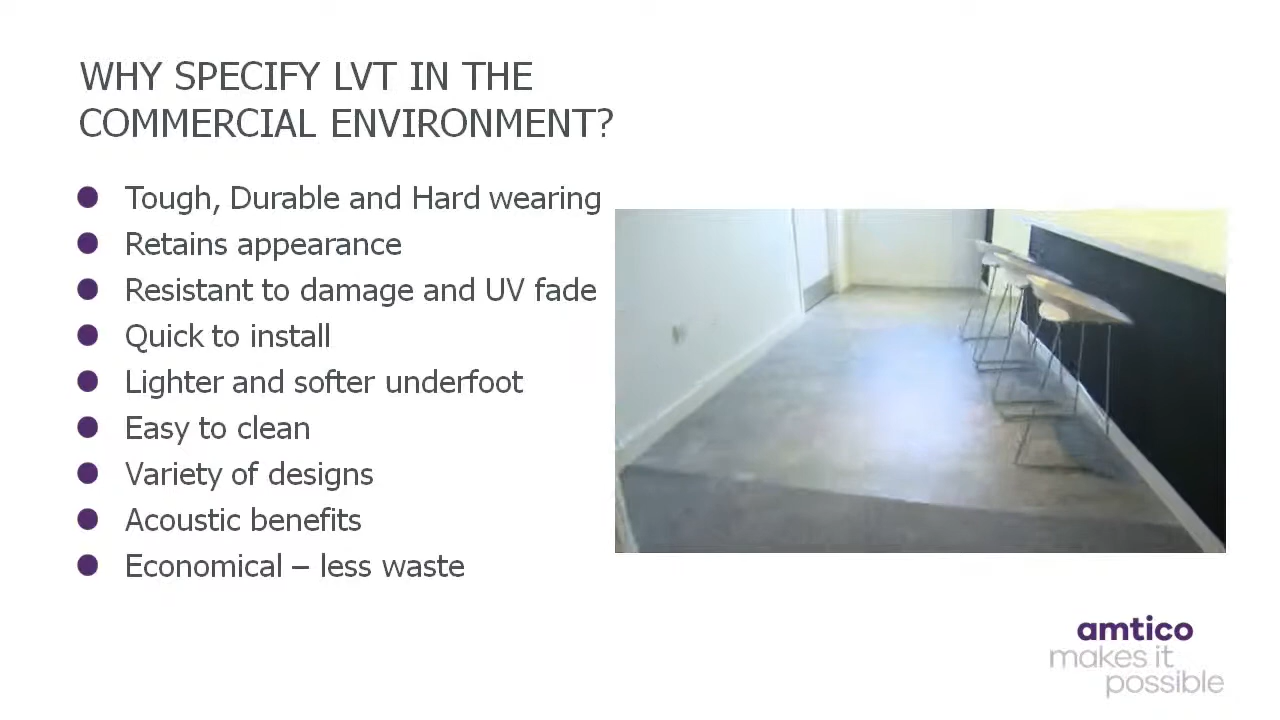 WHY SPECIFY LVT IN THE
COMMERCIAL ENVIRONMENT?
Tough, Durable and Hard wearing
Retains appearance
Resistant to damage and UV fade
Quick to install
Lighter and softer underfoot
Easy to clean
Variety of designs
Acoustic benefits
Economical – less waste
amtico
makes it
possible